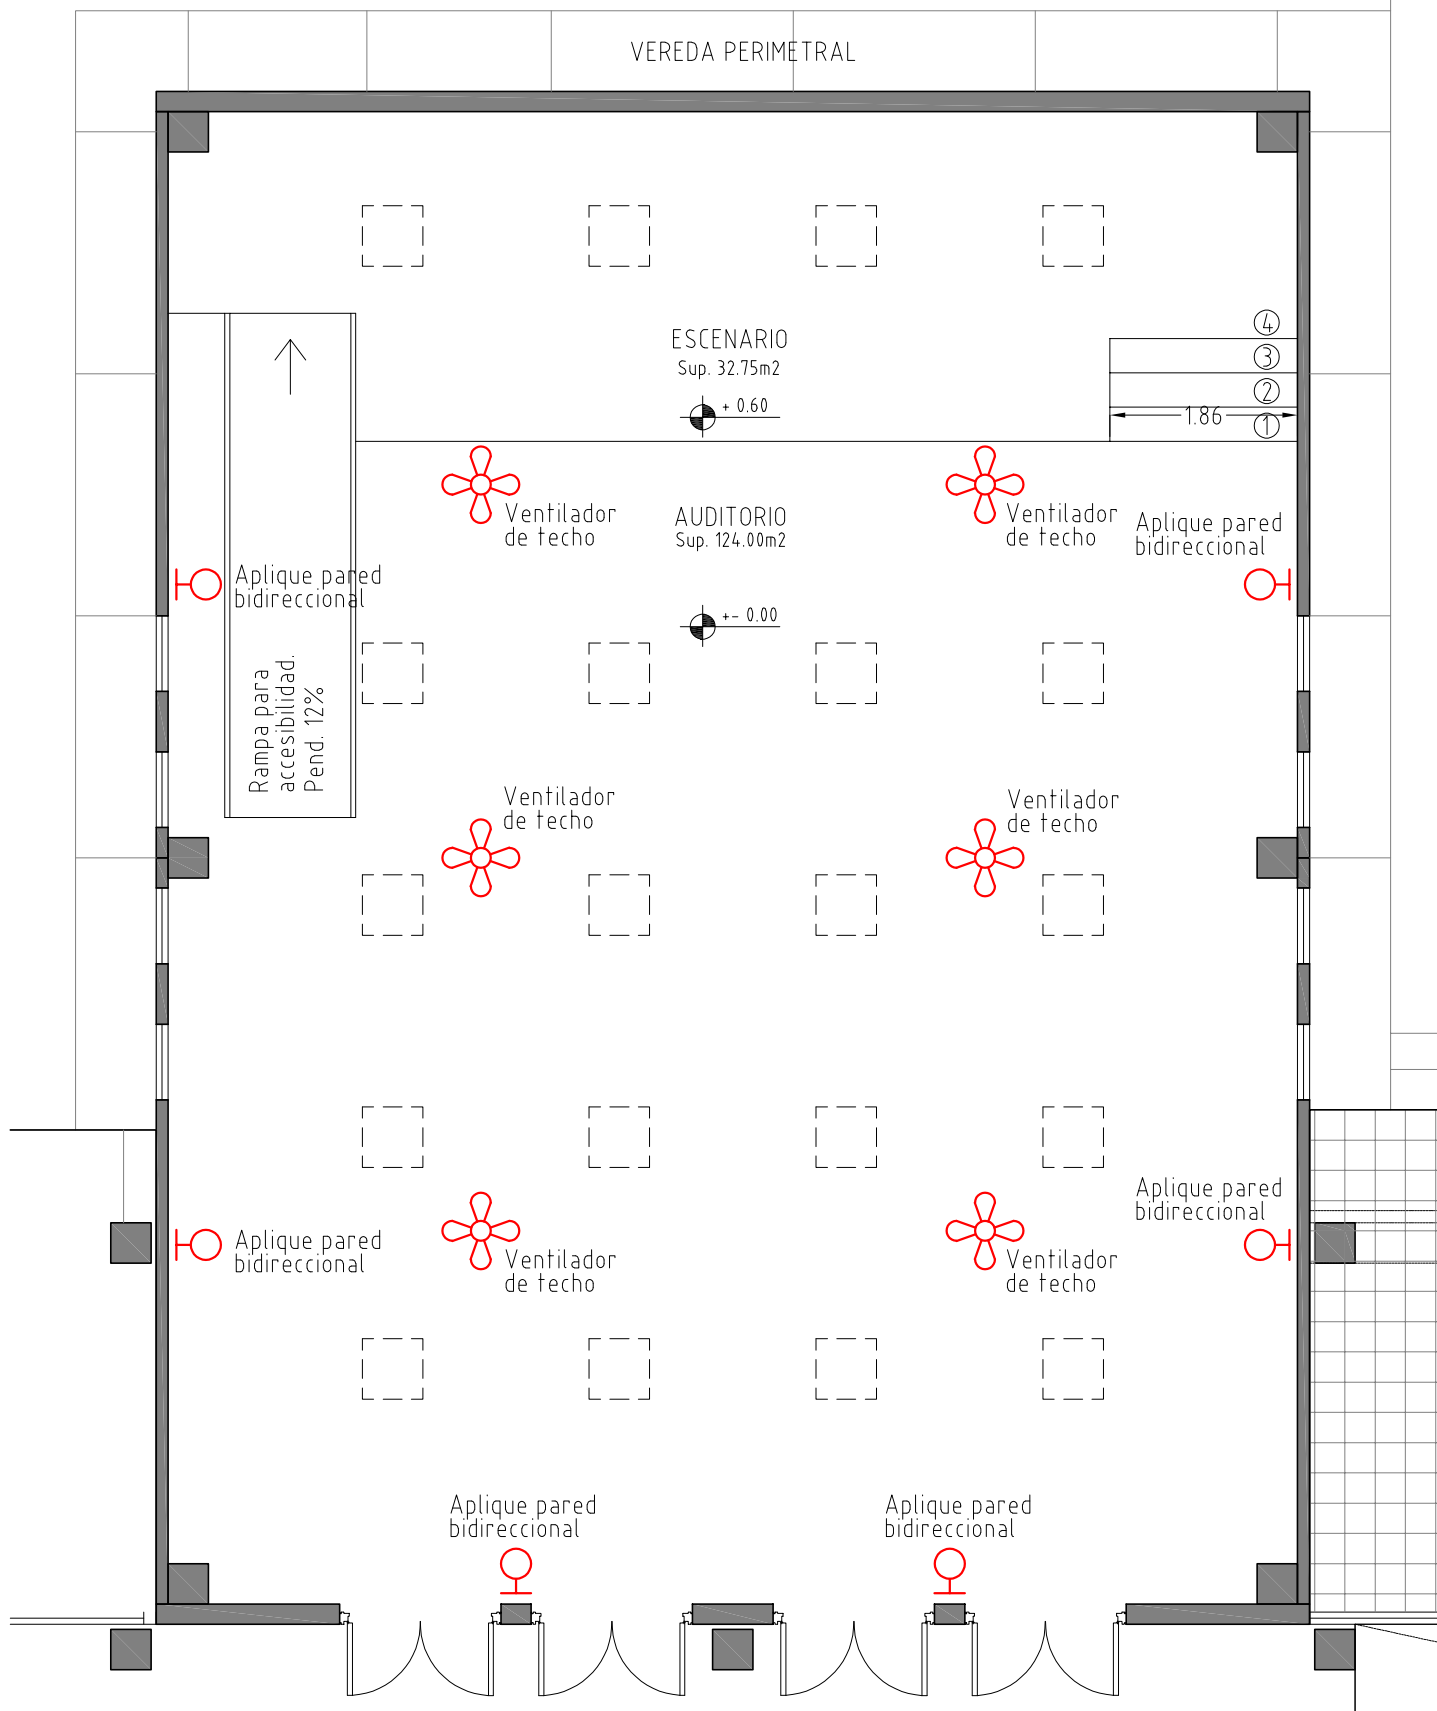 VEREDA PERIMETRAL
ESCENARIO
Sup. 32.75m2
+ 0.60
4
3
2
1.86
1
Ventilador
de techo
AUDITORIO
Sup. 124.00m2
Ventilador
de techo
Aplique pared
bidireccional
Aplique pared
bidireccional
+- 0.00
Rampa para
accesibilidad.
Pend. 12%
Ventilador
de techo
Ventilador
de techo
Aplique pared
bidireccional
Aplique pared
bidireccional
Ventilador
de techo
Ventilador
de techo
Aplique pared
bidireccional
Aplique pared
bidireccional